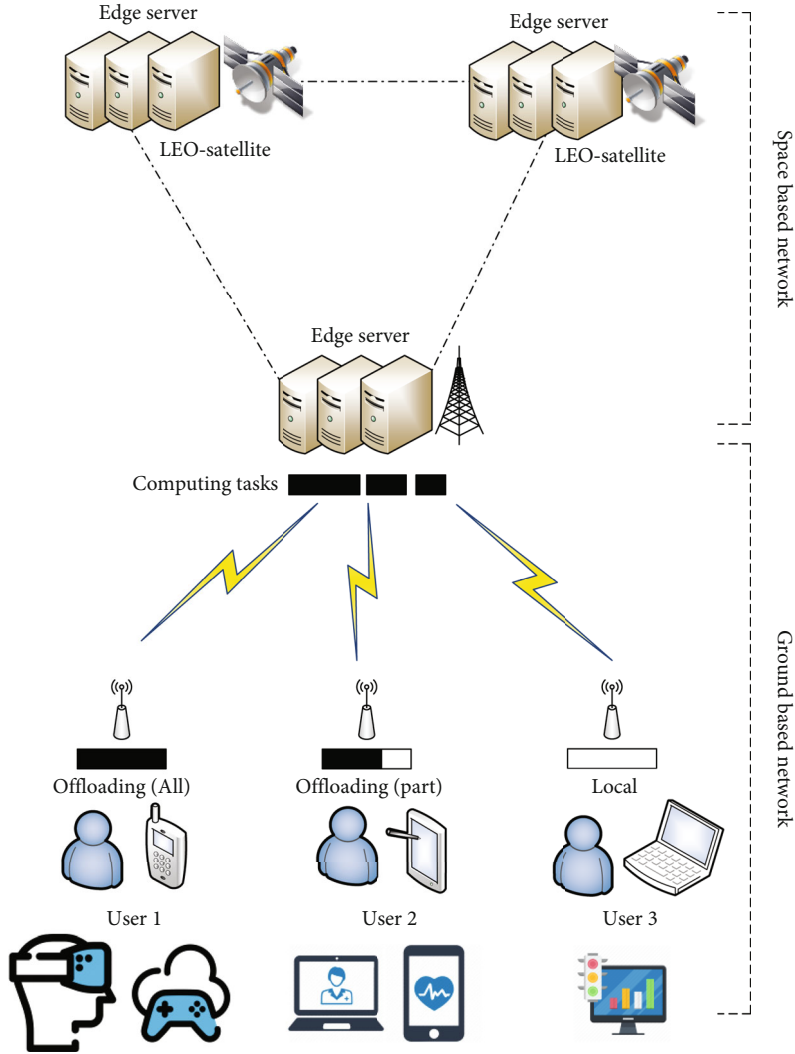 Edge server
Edge server
LEO-satellite
LEO-satellite
Space based network
Edge server
Computing tasks
Ground based network
Offloading (All)
Offloading (part)
Local
User 1
User 2
User 3